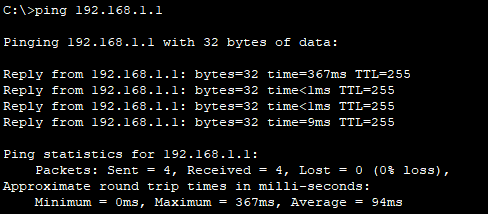 C:\>ping 192.168.1.1
Pinging 192.168.1.1 with 32 bytes of data:
Reply from 192.168.1.1: bytes=32 time=367ms TTL=255
Reply from 192.168.1.1: bytes=32 time<1ms TTL=255
Reply from 192.168.1.1: bytes=32 time<1ms TTL=255
Reply from 192.168.1.1: bytes=32 time=9ms TTL=255
Ping statistics for 192.168.1.1:
Packets: Sent = 4, Received = 4, Lost = 0 (0% loss),
Approximate round trip times in milli-seconds:
Minimum = 0ms, Maximum = 367ms, Average = 94ms